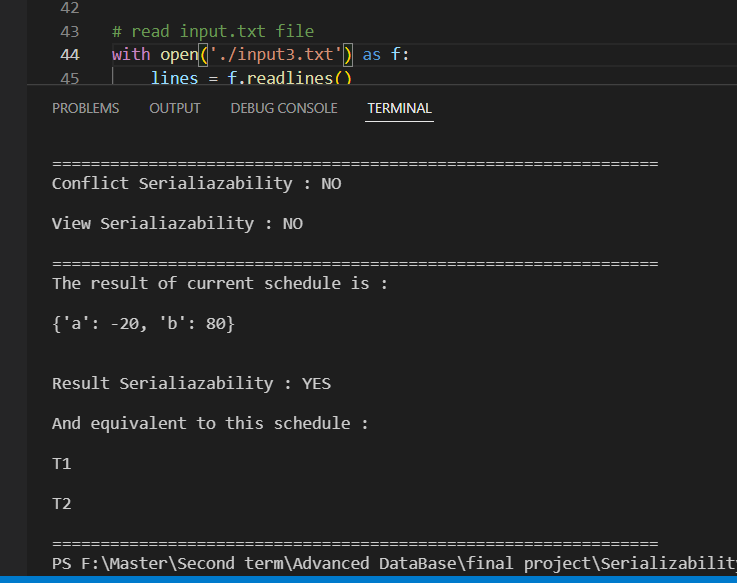 42
43 # read input.txt file
44 with open('./input3.txt') as f:
45 lines = f.readlines()
PROBLEMS OUTPUT DEBUG CONSOLE TERMINAL
===============================================================
Conflict Serialiazability : NO
View Serialiazability : NO
===============================================================
The result of current schedule is :
{'a': -20, 'b': 80}
Result Serialiazability : YES
And equivalent to this schedule :
T1
T2
===============================================================
PS F:\Master\Second term\Advanced DataBase\final project\Serializability